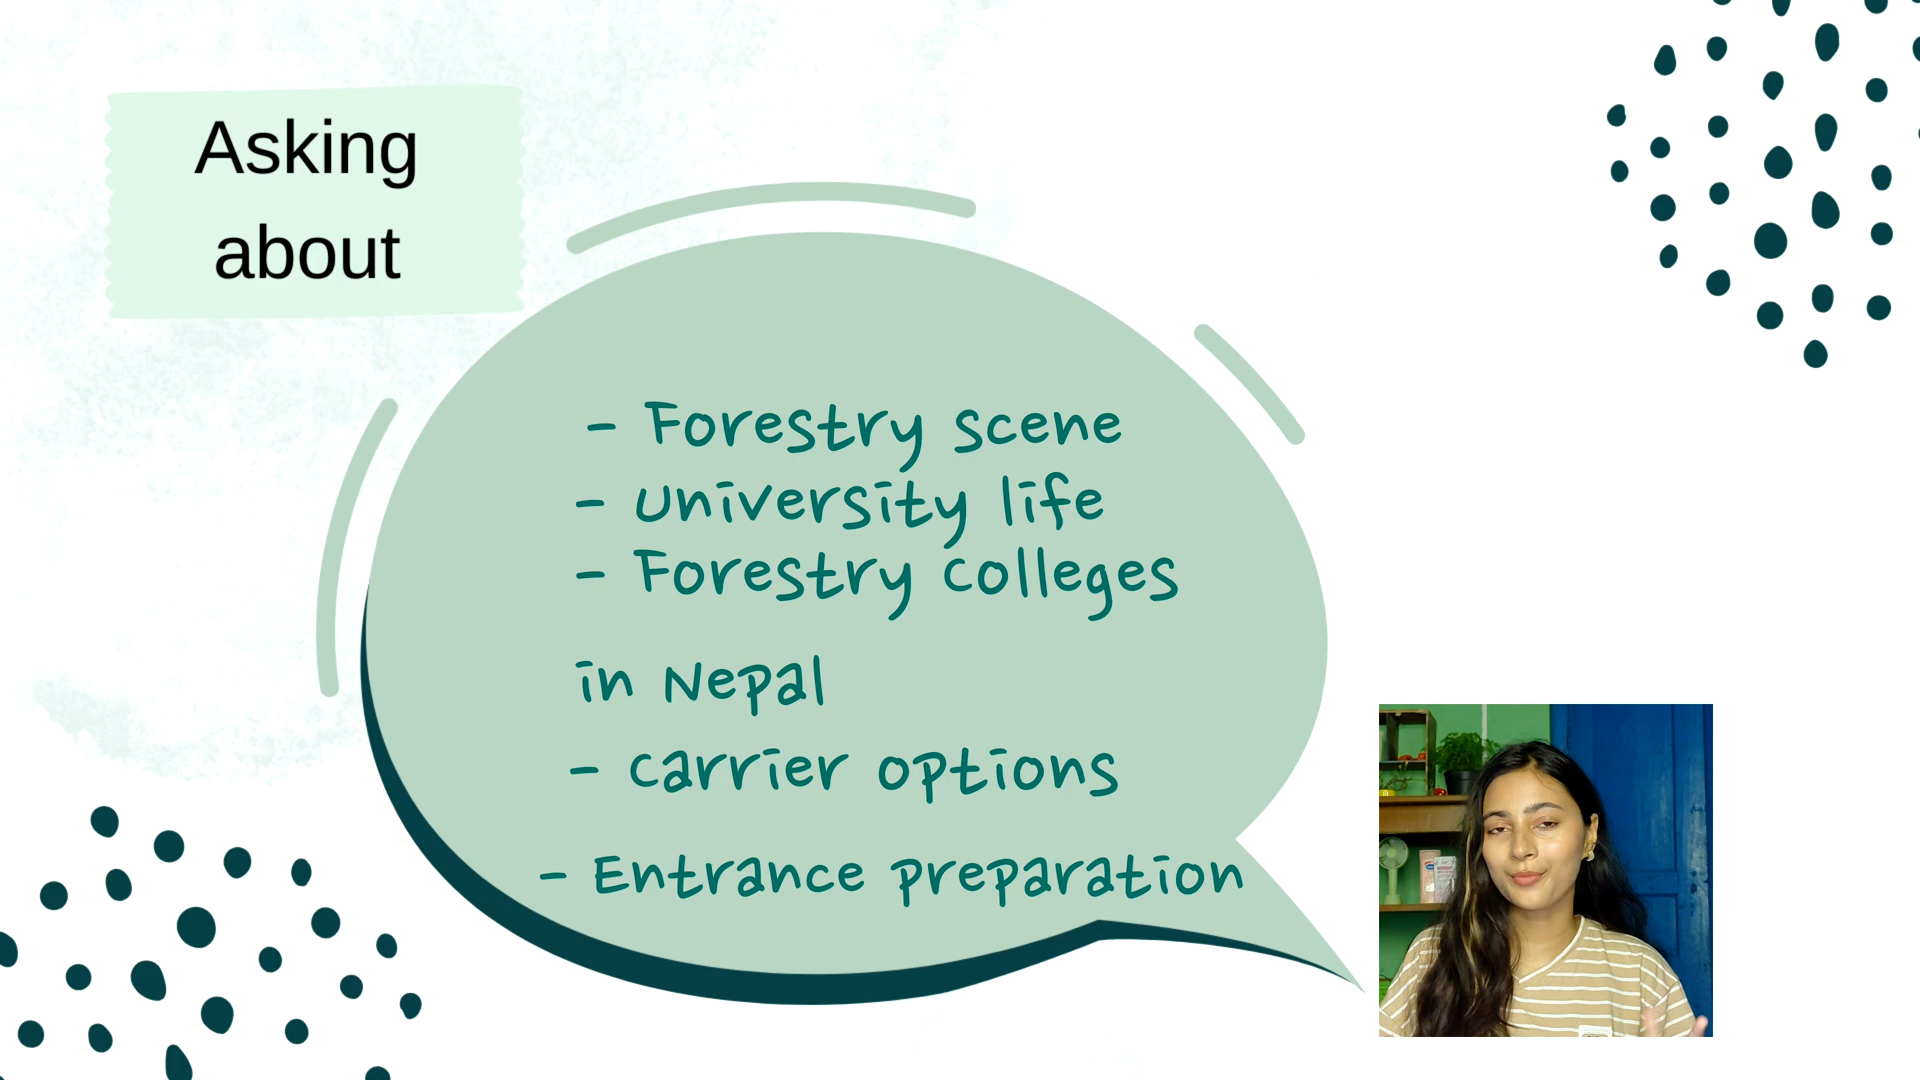 Asking
about
- Forestry scene
- University life
- Forestry colleges
in Nepal
- carrier options
- Entrance preparation